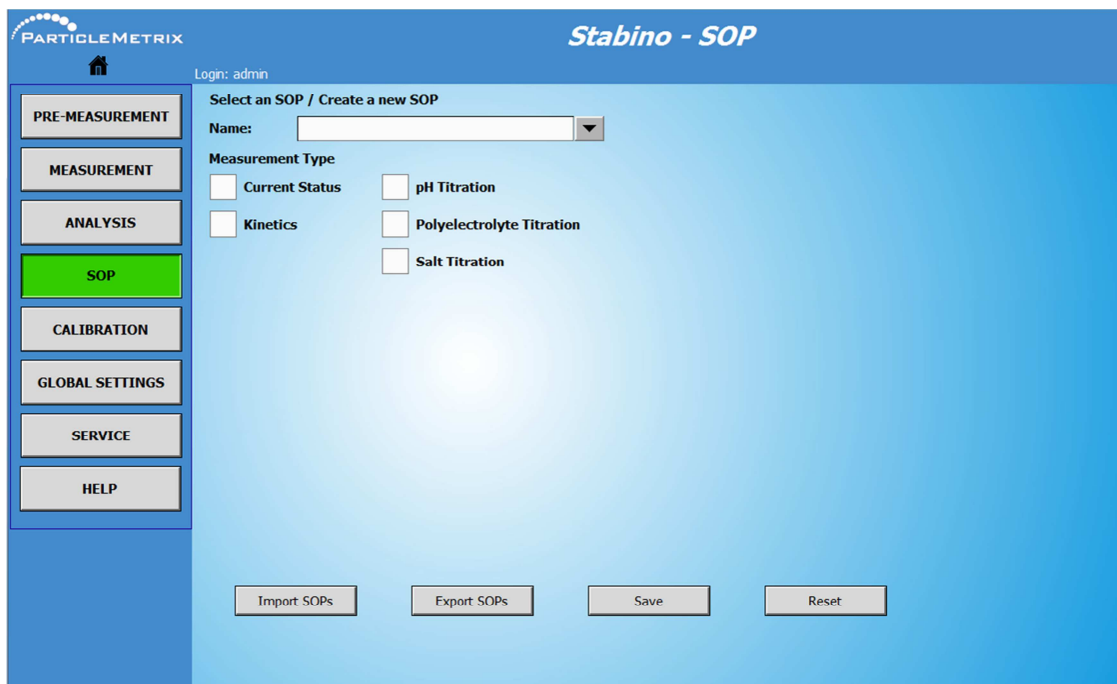 PARTICLEMETRIX
Stabino - SOP
Login: admin
PRE-MEASUREMENT
MEASUREMENT
ANALYSIS
SOP
CALIBRATION
GLOBAL SETTINGS
SERVICE
HELP
Select an SOP / Create a new SOP
Name:
Measurement Type
Current Status pH Titration
Kinetics Polyelectrolyte Titration
Salt Titration
Import SOPs Export SOPs Save Reset